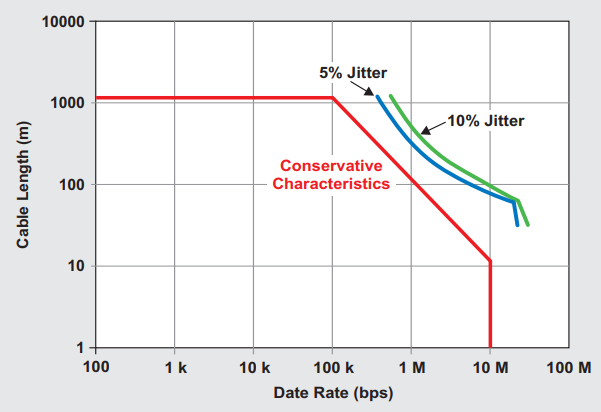 10000
1000
100
10
1
Cable Length (m)
5% Jitter
10% Jitter
Conservative
Characteristics
100
1 k
10 k
100 k
1 M
10 M
100 M
Date Rate (bps)